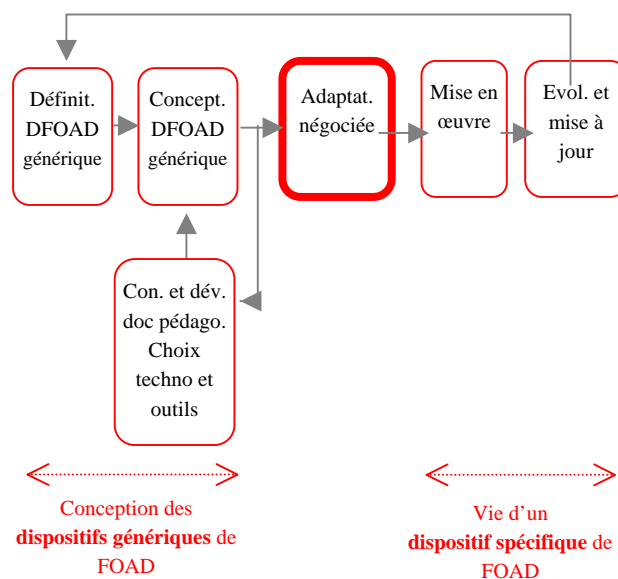 Définit.
DFOAD
générique
Concept.
DFOAD
générique
Adaptat.
négociée
Mise en
œuvre
Evol. et
mise à
jour
Con. et dév.
doc pédago.
Choix
techno et
outils
Conception des
dispositifs génériques de
FOAD
Vie d’un
dispositif spécifique de
FOAD